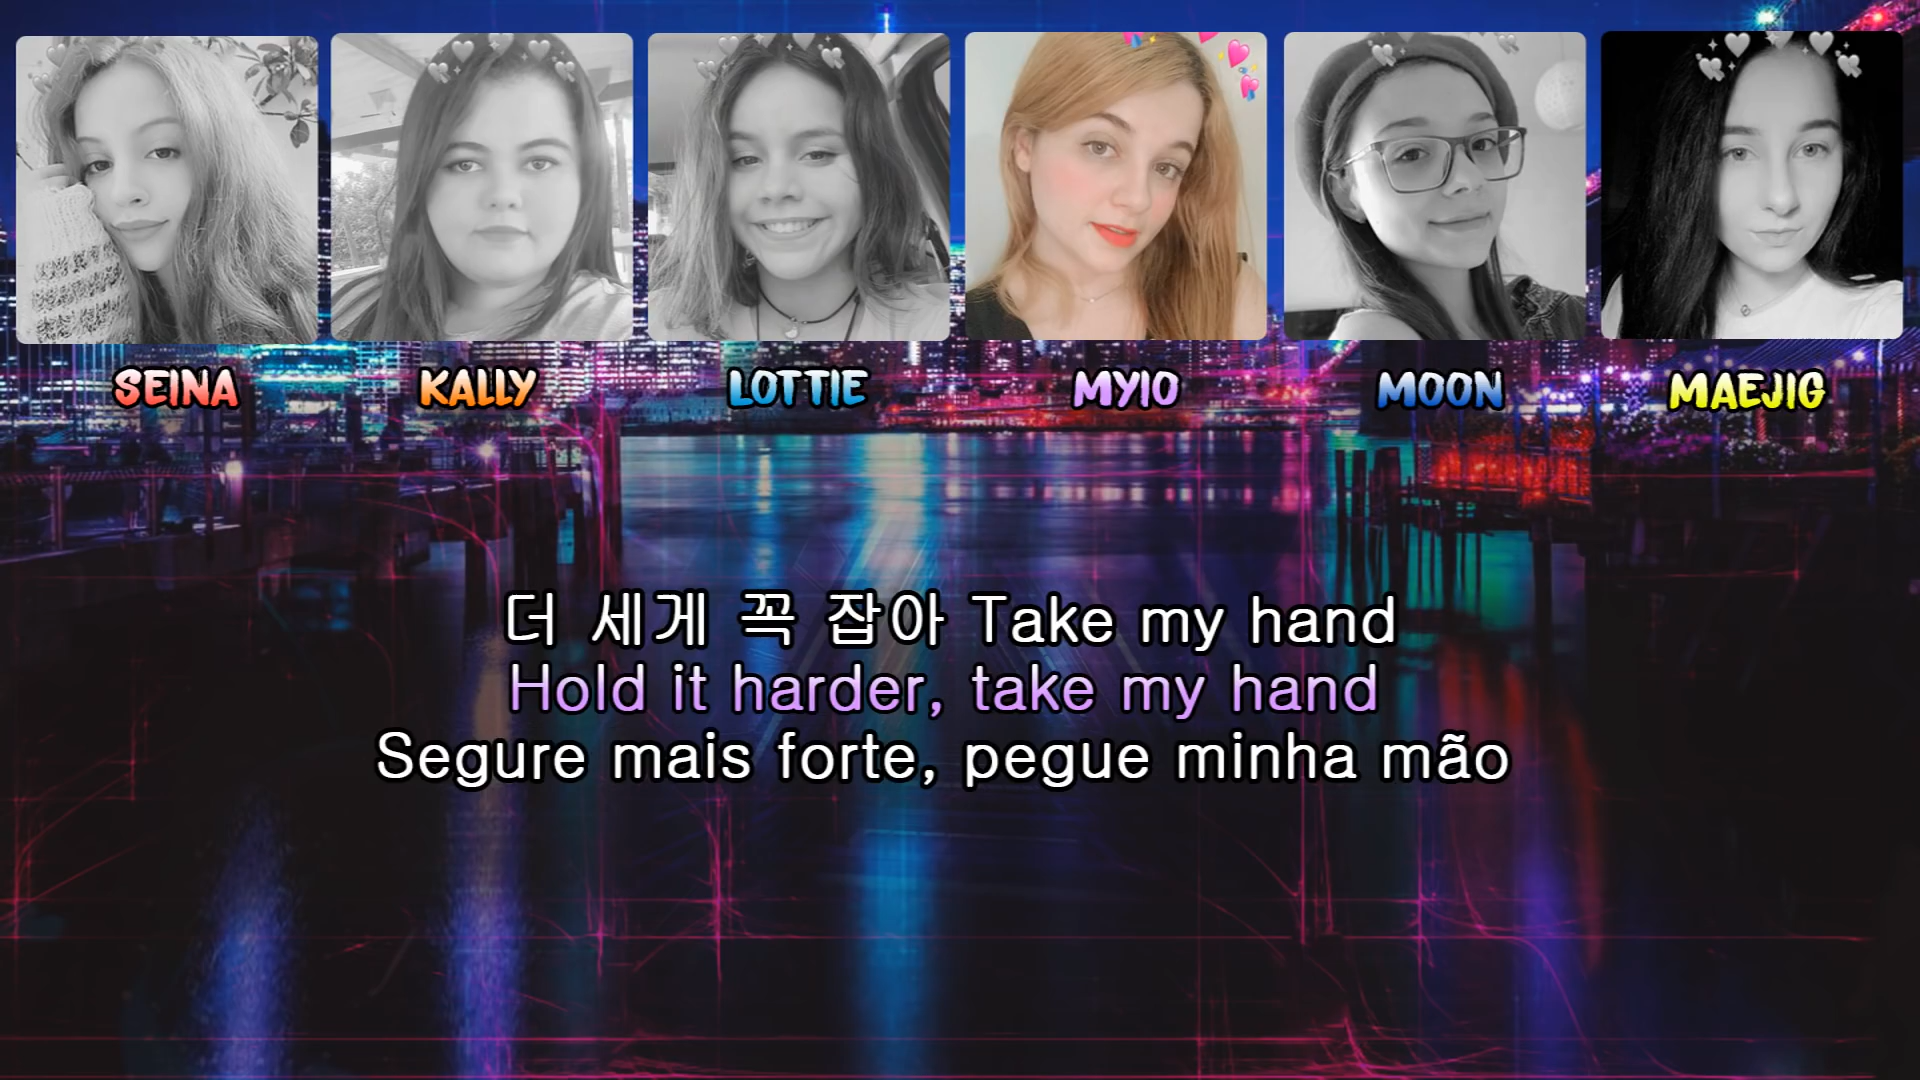 SEINA KALLY LOTTIE MYIO MOON MAEJIG
더 세게 꼭 잡아 Take my hand
Hold it harder, take my hand
Segure mais forte, pegue minha mão